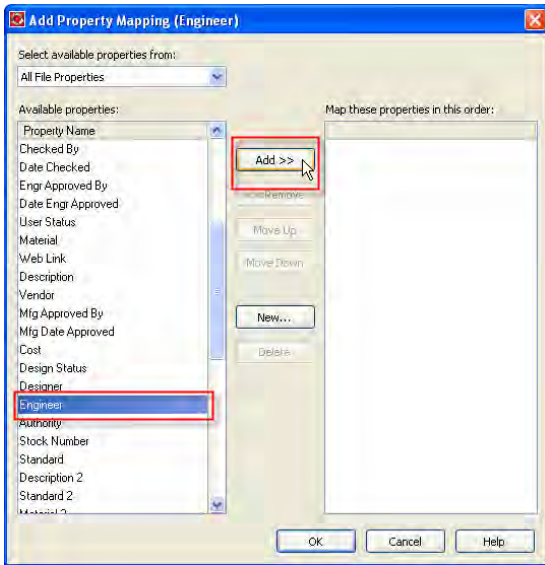 Add Property Mapping (Engineer)
Select available properties from:
All File Properties
Available properties:
Map these properties in this order:
Property Name
Checked By
Date Checked
Engr Approved By
Date Engr Approved
User Status
Material
Web Link
Description
Vendor
Mfg Approved By
Mfg Date Approved
Cost
Design Status
Designer
Engineer
Authority
Stock Number
Standard
Description 2
Standard 2
Material 2
Add >>
<< Remove
Move Up
Move Down
New...
Delete
OK
Cancel
Help